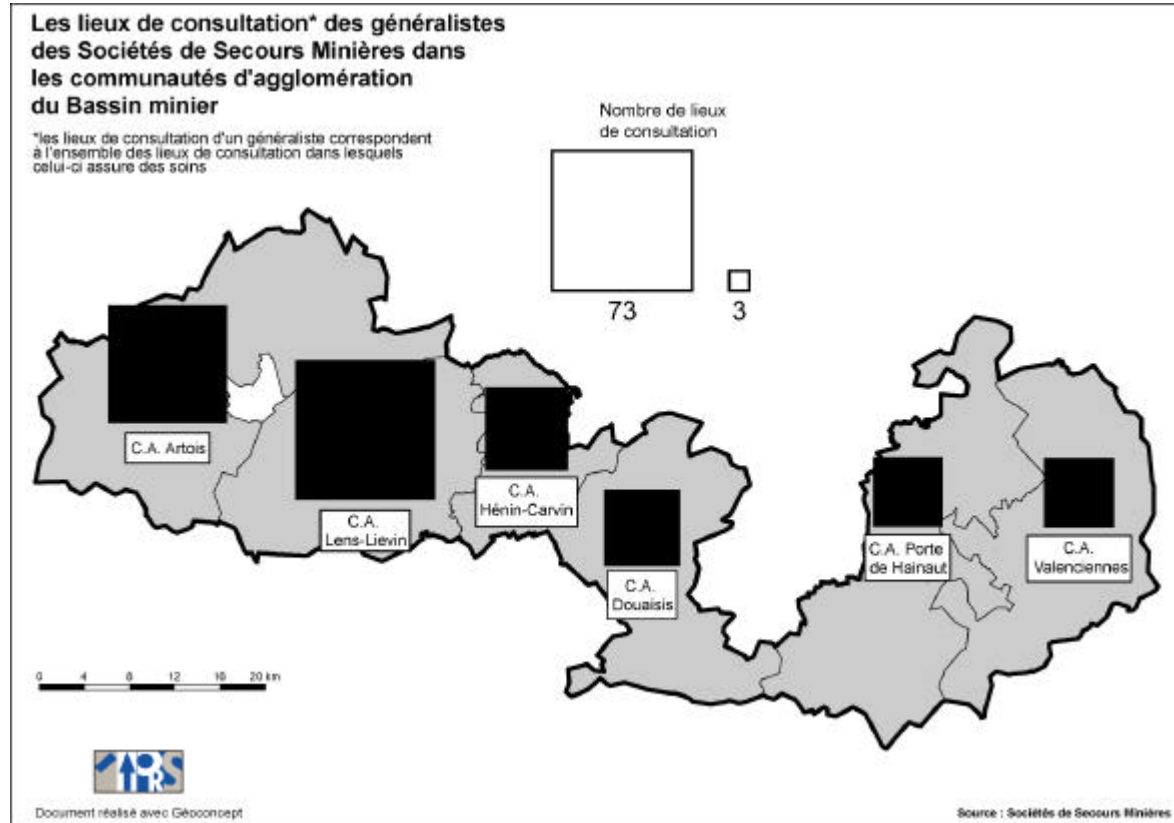 Les lieux de consultation* des généralistes
des Sociétés de Secours Minières dans
les communautés d'agglomération
du Bassin minier
*les lieux de consultation d'un généraliste correspondent
à l'ensemble des lieux de consultation dans lesquels
celui-ci assure des soins
Nombre de lieux
de consultation
73
3
C.A. Artois
C.A.
Lens-Lievin
C.A.
Hénin-Carvin
C.A.
Douaisis
C.A. Porte
de Hainaut
C.A.
Valenciennes
0 4 8 12 16 20 km
ORS
Document réalisé avec Géoconcept
Source : Sociétés de Secours Minières